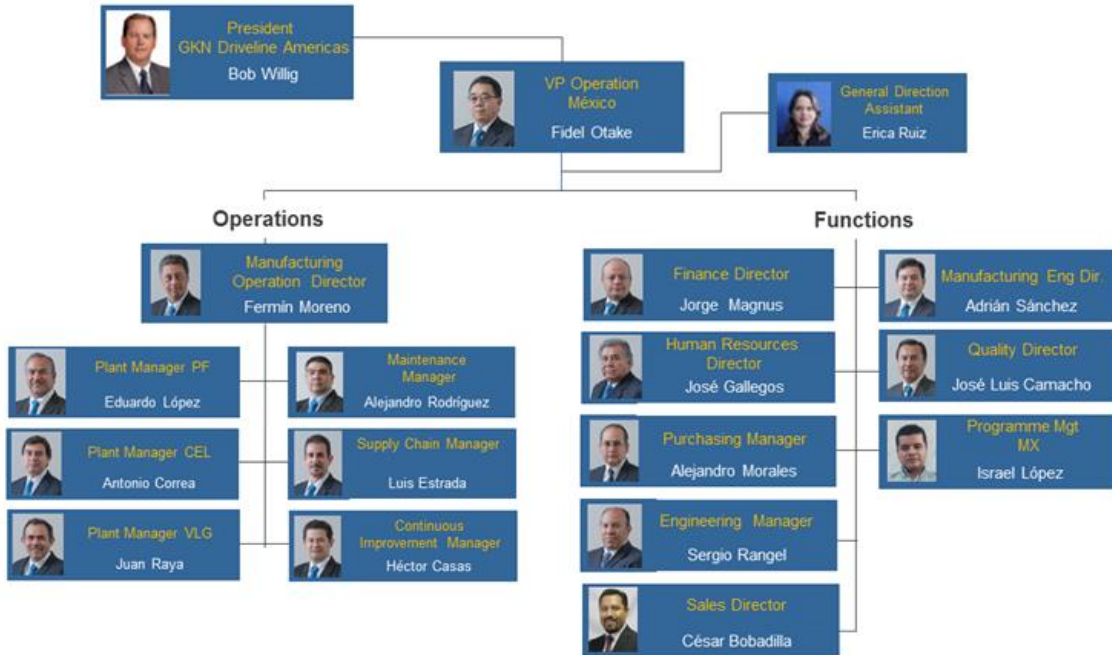 President
GKN Driveline Americas
Bob Willig
VP Operation
México
Fidel Otake
General Direction
Assistant
Erica Ruiz
Operations
Manufacturing
Operation Director
Fermín Moreno
Plant Manager PF
Eduardo López
Maintenance
Manager
Alejandro Rodríguez
Plant Manager CEL
Antonio Correa
Supply Chain Manager
Luis Estrada
Plant Manager VLG
Juan Raya
Continuous
Improvement Manager
Héctor Casas
Functions
Finance Director
Jorge Magnus
Manufacturing Eng Dir.
Adrián Sánchez
Human Resources
Director
José Gallegos
Quality Director
José Luis Camacho
Purchasing Manager
Alejandro Morales
Programme Mgt
MX
Israel López
Engineering Manager
Sergio Rangel
Sales Director
César Bobadilla